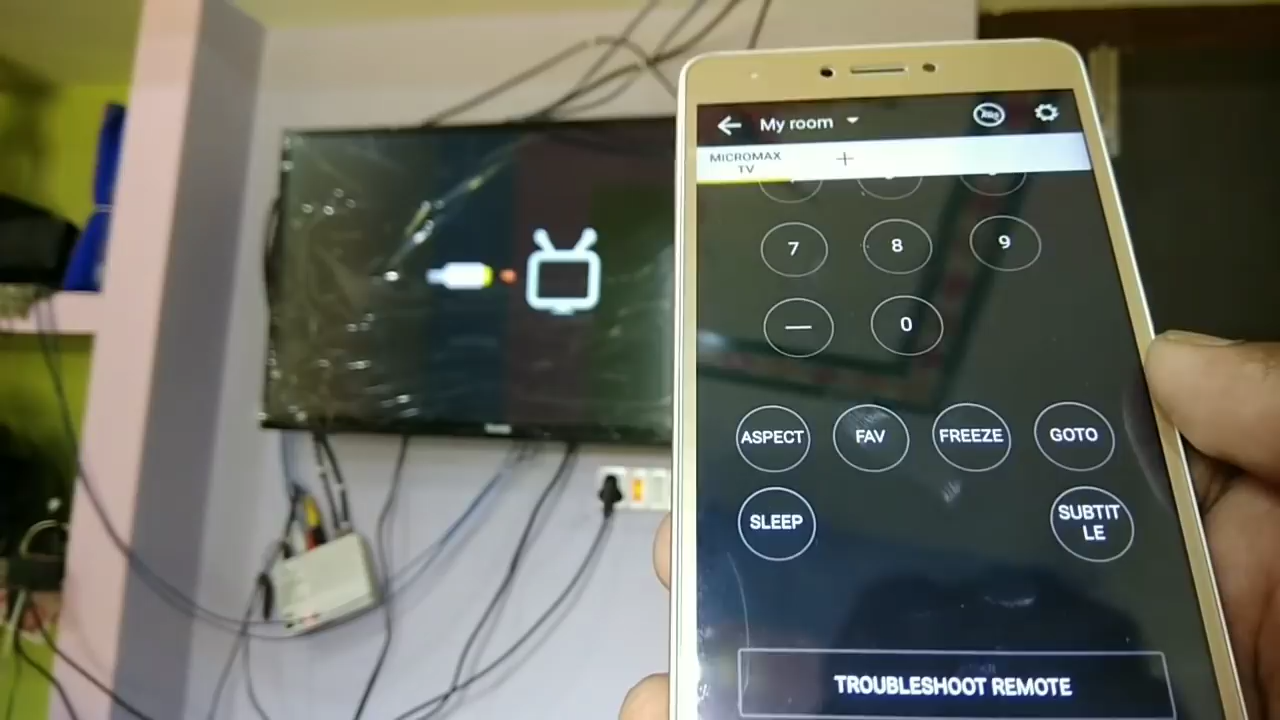 My room
MICROMAX
TV
+
7 8 9
— 0
ASPECT FAV FREEZE GOTO
SLEEP SUBTIT
LE
TROUBLESHOOT REMOTE